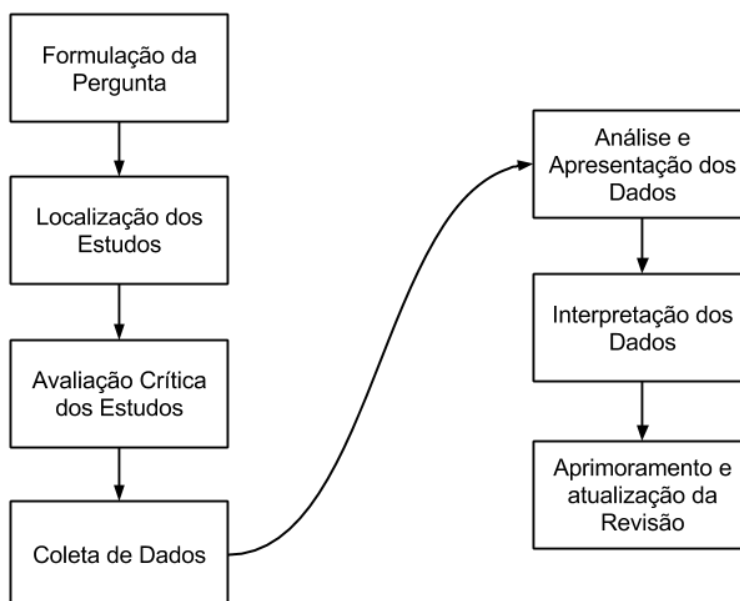 Formulação da
Pergunta
Localização dos
Estudos
Avaliação Crítica
dos Estudos
Coleta de Dados
Análise e
Apresentação dos
Dados
Interpretação dos
Dados
Aprimoramento e
atualização da
Revisão